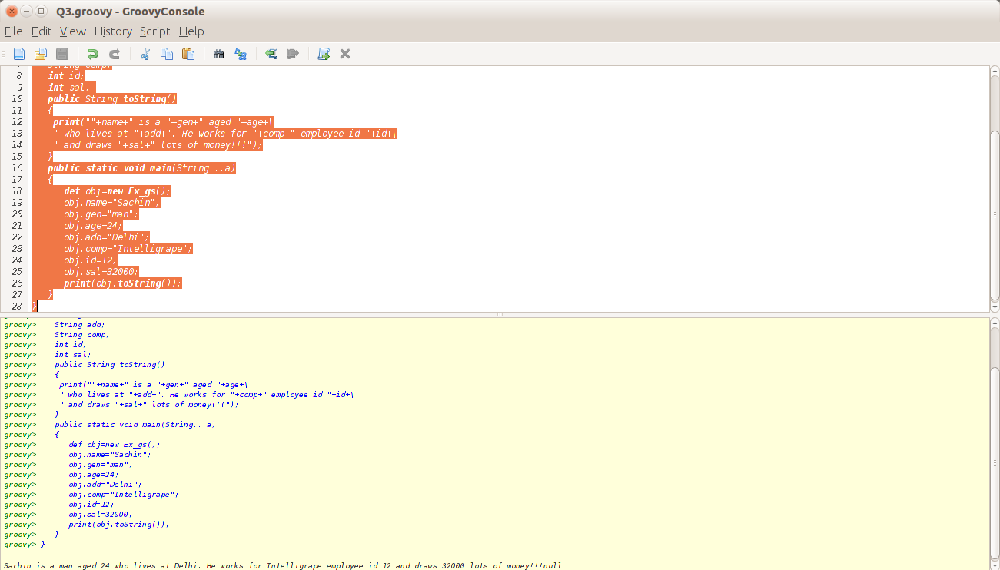 Q3.groovy - GroovyConsole
File Edit View History Script Help
8 int id;
9 int sal;
10 public String toString()
11 {
12 print(""+name+" is a "+gen+" aged "+age+\
13 " who lives at "+add+". He works for "+comp+" employee id "+id+\
14 " and draws "+sal+" lots of money!!!");
15 }
16 public static void main(String...a)
17 {
18 def obj=new Ex_gs();
19 obj.name="Sachin";
20 obj.gen="man";
21 obj.age=24;
22 obj.add="Delhi";
23 obj.comp="Intelligrape";
24 obj.id=12;
25 obj.sal=32000;
26 print(obj.toString());
27 }
28 }
groovy> String add;
groovy> String comp;
groovy> int id;
groovy> int sal;
groovy> public String toString()
groovy> {
groovy> print(""+name+" is a "+gen+" aged "+age+\
groovy> " who lives at "+add+". He works for "+comp+" employee id "+id+\
groovy> " and draws "+sal+" lots of money!!!");
groovy> }
groovy> public static void main(String...a)
groovy> {
groovy> def obj=new Ex_gs();
groovy> obj.name="Sachin";
groovy> obj.gen="man";
groovy> obj.age=24;
groovy> obj.add="Delhi";
groovy> obj.comp="Intelligrape";
groovy> obj.id=12;
groovy> obj.sal=32000;
groovy> print(obj.toString());
groovy> }
groovy> }
Sachin is a man aged 24 who lives at Delhi. He works for Intelligrape employee id 12 and draws 32000 lots of money!!!null